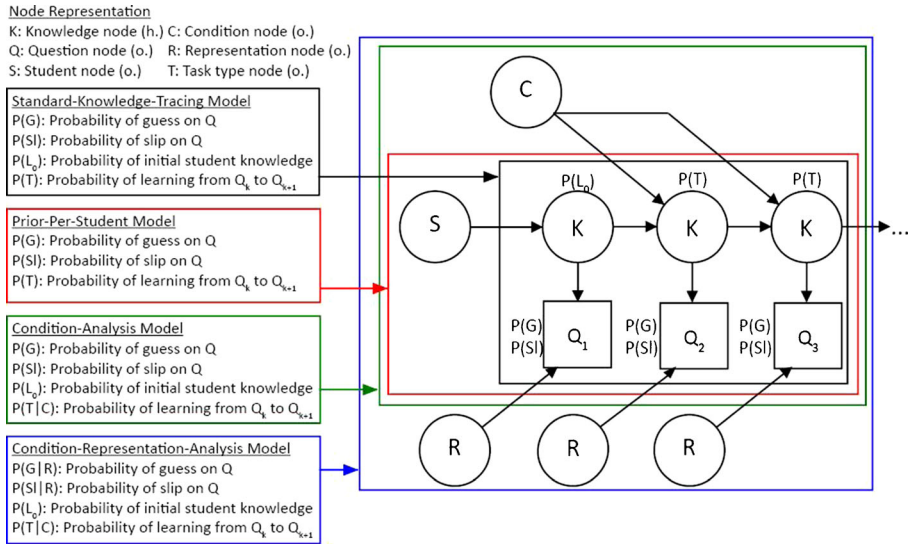 Node Representation
K: Knowledge node (h.) C: Condition node (o.)
Q: Question node (o.) R: Representation node (o.)
S: Student node (o.) T: Task type node (o.)
Standard-Knowledge-Tracing Model
P(G): Probability of guess on Q
P(Sl): Probability of slip on Q
P(L₀): Probability of initial student knowledge
P(T): Probability of learning from Qₖ to Qₖ₊₁
Prior-Per-Student Model
P(G): Probability of guess on Q
P(Sl): Probability of slip on Q
P(T): Probability of learning from Qₖ to Qₖ₊₁
Condition-Analysis Model
P(G): Probability of guess on Q
P(Sl): Probability of slip on Q
P(L₀): Probability of initial student knowledge
P(T|C): Probability of learning from Qₖ to Qₖ₊₁
Condition-Representation-Analysis Model
P(G|R): Probability of guess on Q
P(Sl|R): Probability of slip on Q
P(L₀): Probability of initial student knowledge
P(T|C): Probability of learning from Qₖ to Qₖ₊₁
C
P(L₀) P(T) P(T)
S K K K ...
P(G) P(G) P(G)
P(Sl) P(Sl) P(Sl)
Q₁ Q₂ Q₃
R R R